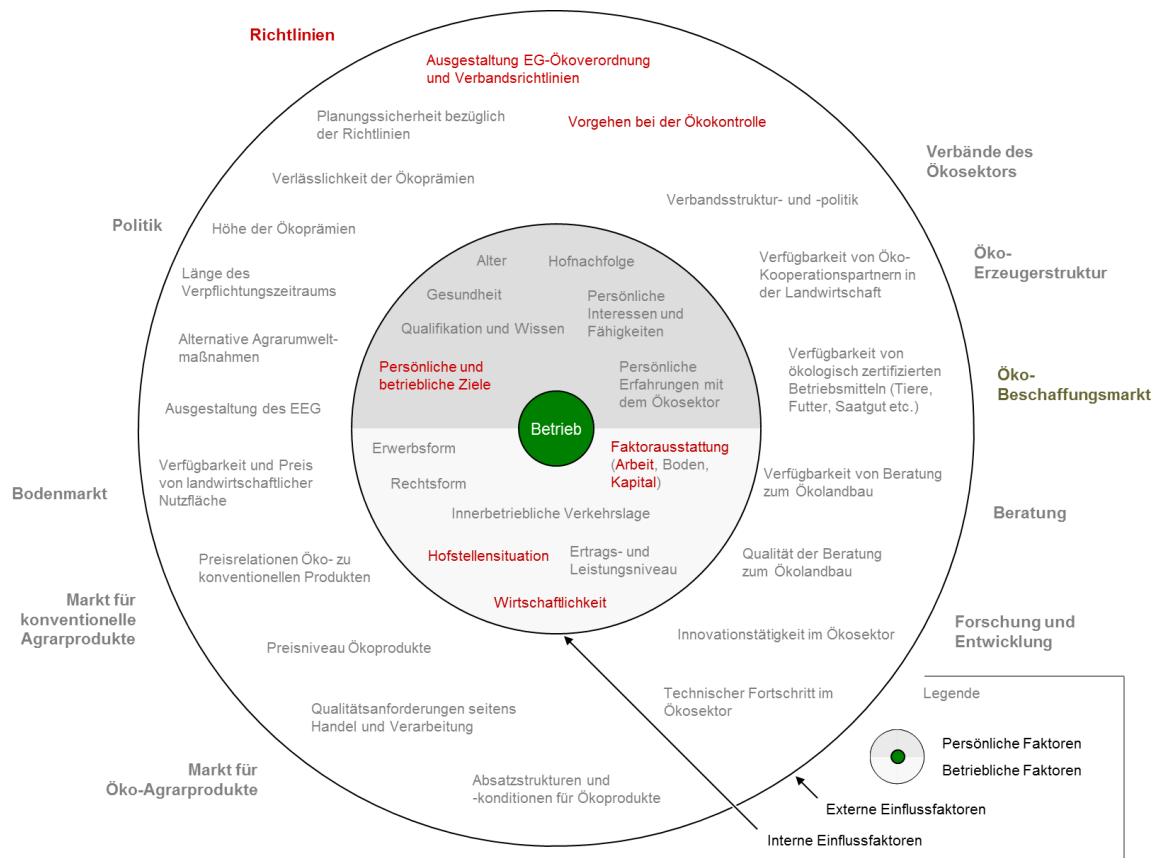 Richtlinien
Ausgestaltung EG-Ökoverordnung
und Verbandsrichtlinien
Planungssicherheit bezüglich
der Richtlinien
Vorgehen bei der Ökokontrolle
Verbände des
Ökosektors
Verlässlichkeit der Ökoprämien
Verbandsstruktur- und -politik
Politik
Höhe der Ökoprämien
Alter
Hofnachfolge
Verfügbarkeit von Öko-
Kooperationspartnern in
der Landwirtschaft
Öko-
Erzeugerstruktur
Länge des
Verpflichtungszeitraums
Gesundheit
Persönliche
Interessen und
Fähigkeiten
Qualifikation und Wissen
Alternative Agrarumwelt-
maßnahmen
Persönliche und
betriebliche Ziele
Persönliche
Erfahrungen mit
dem Ökosektor
Verfügbarkeit von
ökologisch zertifizierten
Betriebsmitteln (Tiere,
Futter, Saatgut etc.)
Öko-
Beschaffungsmarkt
Ausgestaltung des EEG
Betrieb
Erwerbsform
Faktorausstattung
(Arbeit, Boden,
Kapital)
Verfügbarkeit und Preis
von landwirtschaftlicher
Nutzfläche
Bodenmarkt
Rechtsform
Verfügbarkeit von Beratung
zum Ökolandbau
Innerbetriebliche Verkehrslage
Beratung
Preisrelationen Öko- zu
konventionellen Produkten
Hofstellensituation
Ertrags- und
Leistungsniveau
Qualität der Beratung
zum Ökolandbau
Markt für
konventionelle
Agrarprodukte
Wirtschaftlichkeit
Preisniveau Ökoprodukte
Innovationstätigkeit im Ökosektor
Forschung und
Entwicklung
Qualitätsanforderungen seitens
Handel und Verarbeitung
Technischer Fortschritt im
Ökosektor
Legende
Persönliche Faktoren
Betriebliche Faktoren
Markt für
Öko-Agrarprodukte
Absatzstrukturen und
-konditionen für Ökoprodukte
Externe Einflussfaktoren
Interne Einflussfaktoren